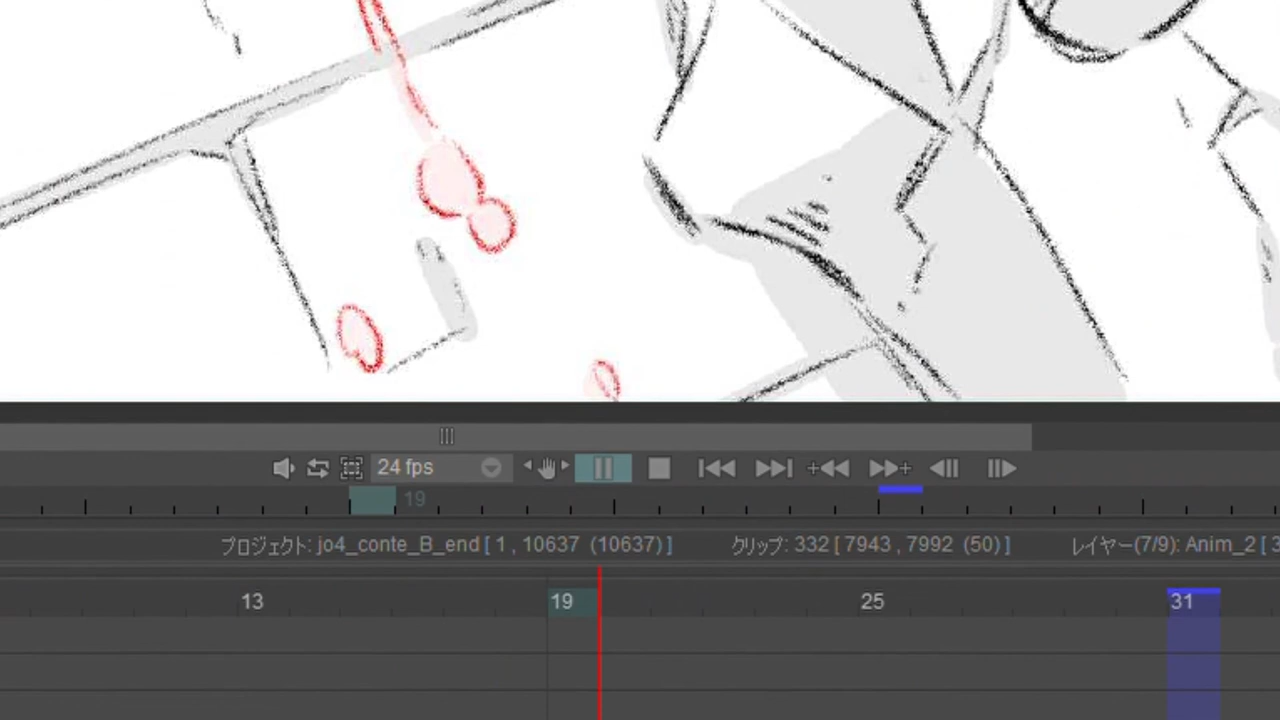 24 fps
19
プロジェクト: jo4_conte_B_end [ 1 , 10637 (10637) ] クリップ: 332 [ 7943 , 7992 (50) ] レイヤー(7/9): Anim_2 [ 3
13 19 25 31